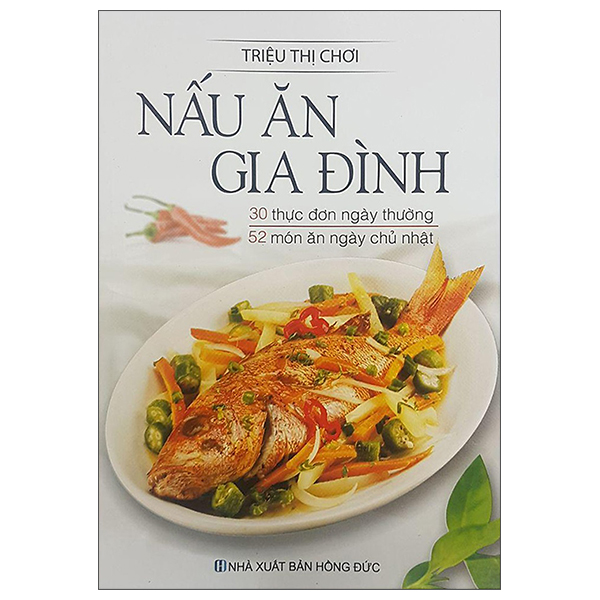 TRIỆU THỊ CHƠI
NẤU ĂN
GIA ĐÌNH
30 thực đơn ngày thường
52 món ăn ngày chủ nhật
NHÀ XUẤT BẢN HỒNG ĐỨC